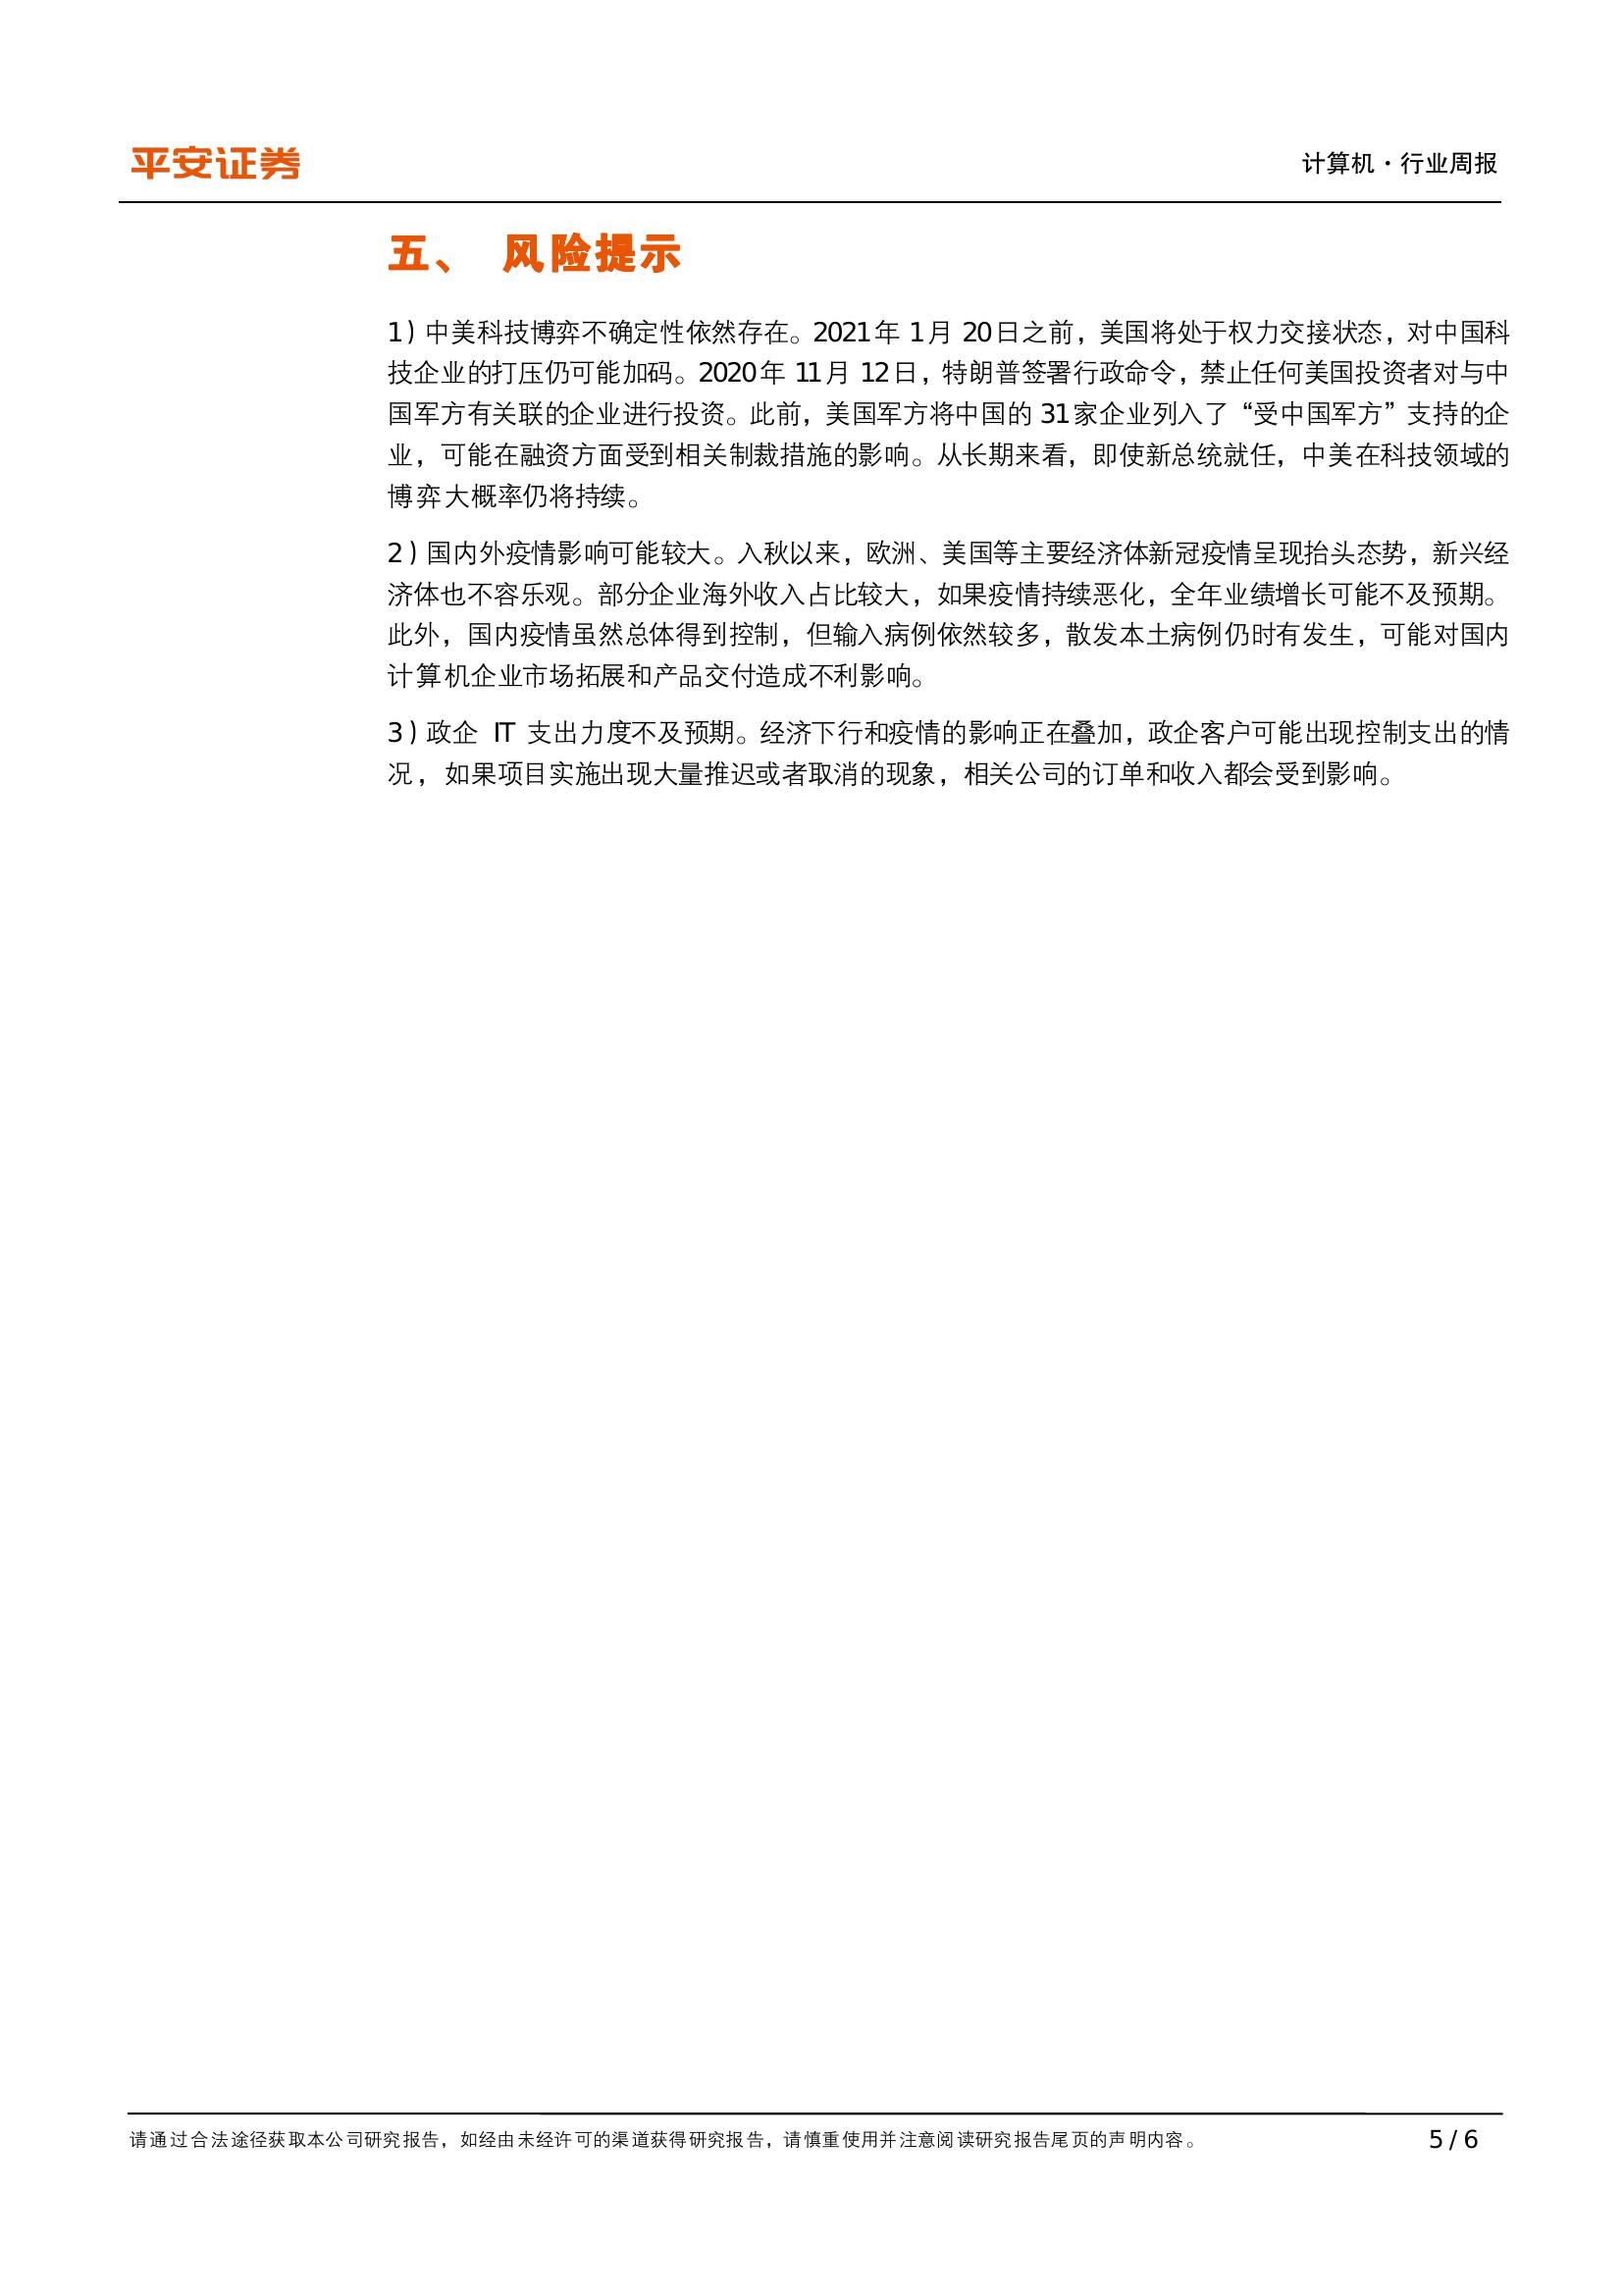 平安证券
计算机·行业周报
五、 风险提示
1）中美科技博弈不确定性依然存在。2021年 1月 20日之前，美国将处于权力交接状态，对中国科
技企业的打压仍可能加码。2020年 11月 12日，特朗普签署行政命令，禁止任何美国投资者对与中
国军方有关联的企业进行投资。此前，美国军方将中国的 31家企业列入了“受中国军方”支持的企
业，可能在融资方面受到相关制裁措施的影响。从长期来看，即使新总统就任，中美在科技领域的
博弈大概率仍将持续。
2）国内外疫情影响可能较大。入秋以来，欧洲、美国等主要经济体新冠疫情呈现抬头态势，新兴经
济体也不容乐观。部分企业海外收入占比较大，如果疫情持续恶化，全年业绩增长可能不及预期。
此外，国内疫情虽然总体得到控制，但输入病例依然较多，散发本土病例仍时有发生，可能对国内
计算机企业市场拓展和产品交付造成不利影响。
3）政企 IT 支出力度不及预期。经济下行和疫情的影响正在叠加，政企客户可能出现控制支出的情
况，如果项目实施出现大量推迟或者取消的现象，相关公司的订单和收入都会受到影响。
请通过合法途径获取本公司研究报告，如经由未经许可的渠道获得研究报告，请慎重使用并注意阅读研究报告尾页的声明内容。
5 / 6